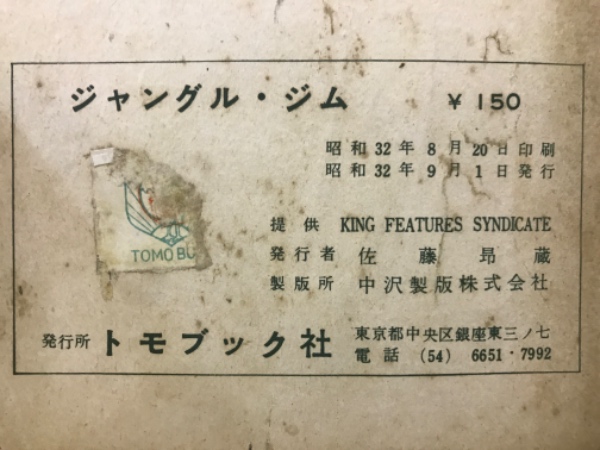 ジャングル・ジム ¥ 150
昭和32年8月20日印刷
昭和32年9月1日発行
提供 KING FEATURES SYNDICATE
発行者 佐藤昂蔵
製版所 中沢製版株式会社
TOMO BU
発行所 トモブック社
東京都中央区銀座東三ノ七
電話 (54) 6651・7992